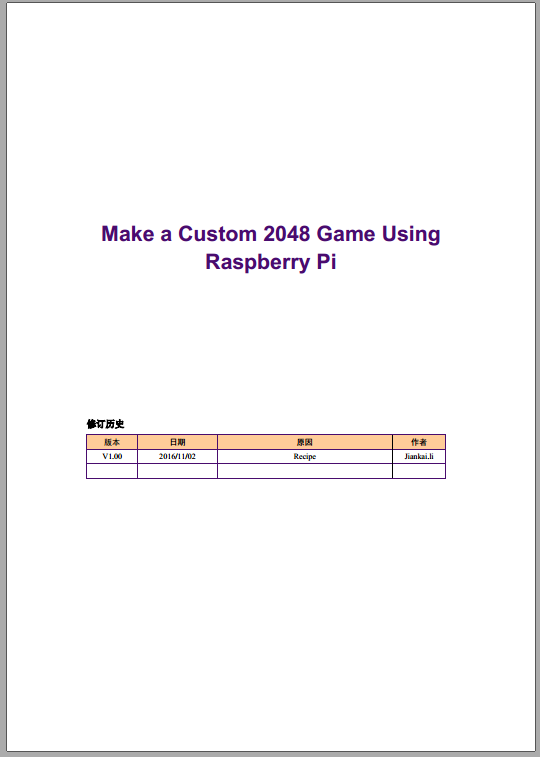 Make a Custom 2048 Game Using
Raspberry Pi
修订历史
版本 日期 原因 作者
V1.00 2016/11/02 Recipe Jiankai.li